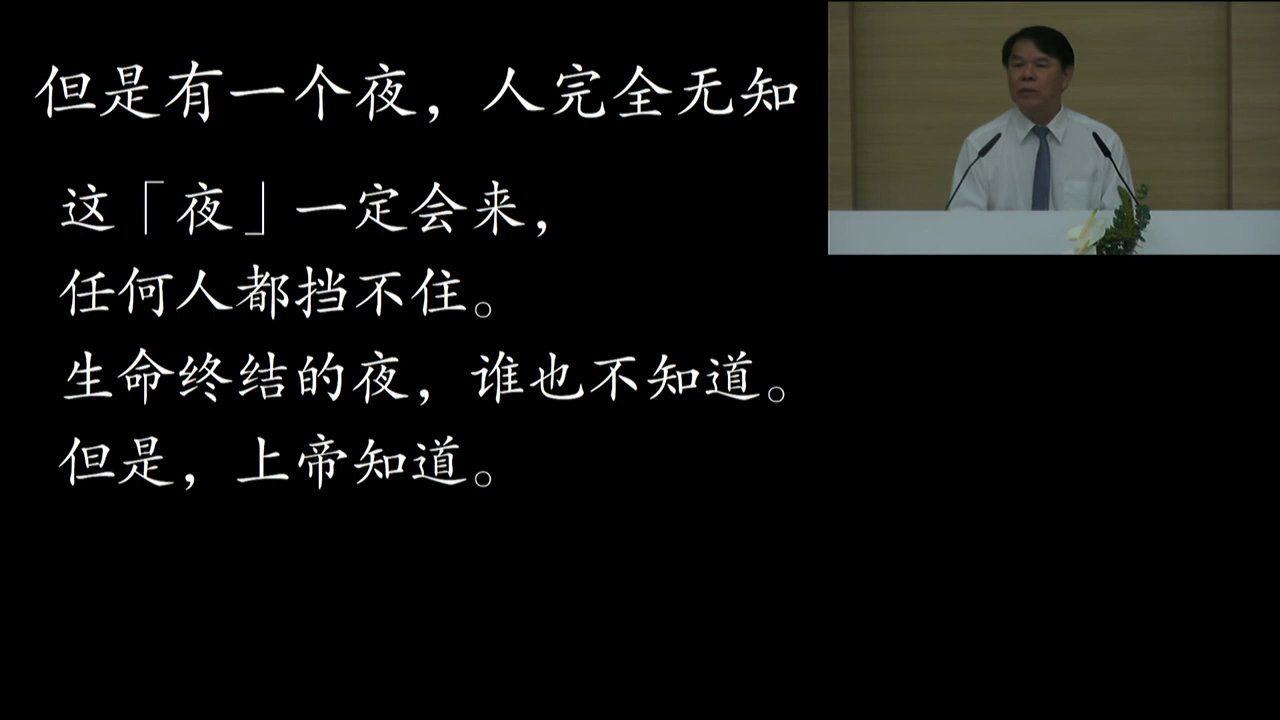 但是有一个夜，人完全无知
这「夜」一定会来，
任何人都挡不住。
生命终结的夜，谁也不知道。
但是，上帝知道。